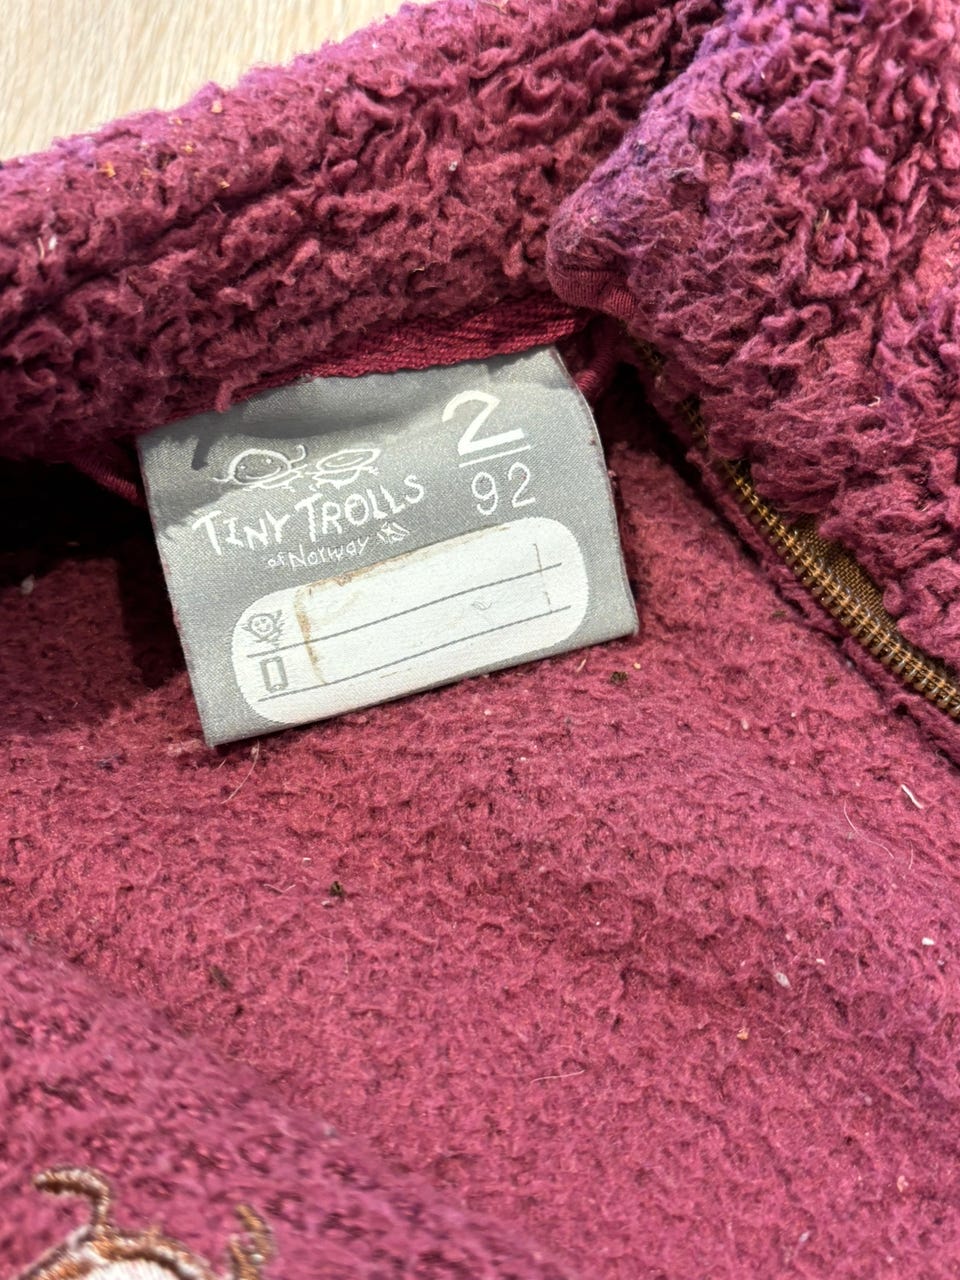 2
92
TINY TROLLS
of Norway